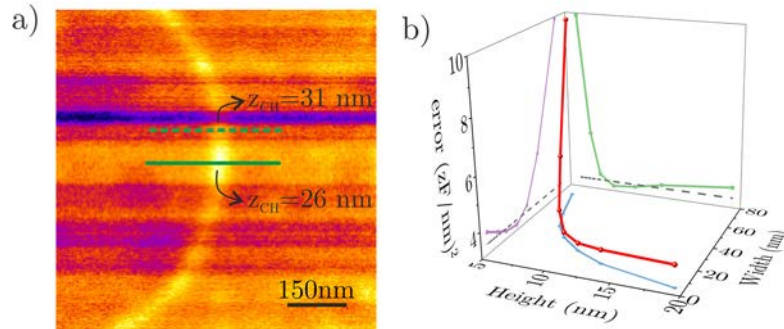 a)
z_CH=31 nm
z_CH=26 nm
150nm
b)
error (zF | nm)²
10
8
6
4
5
10
15
20
Height (nm)
0
20
40
60
80
Width (nm)